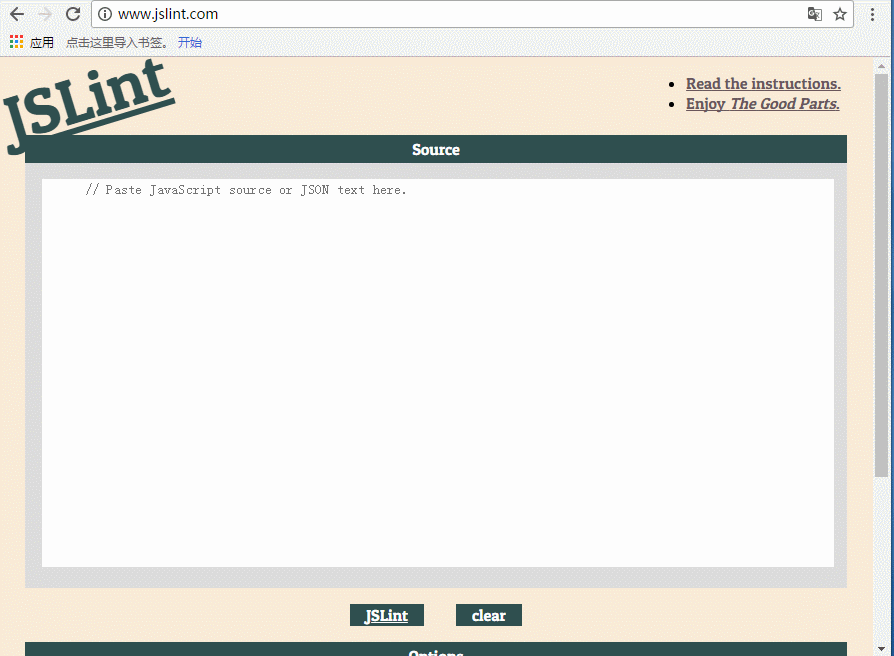 www.jslint.com
应用 点击这里导入书签。 开始
JSLint
Read the instructions.
Enjoy The Good Parts.
Source
// Paste JavaScript source or JSON text here.
JSLint clear
Options